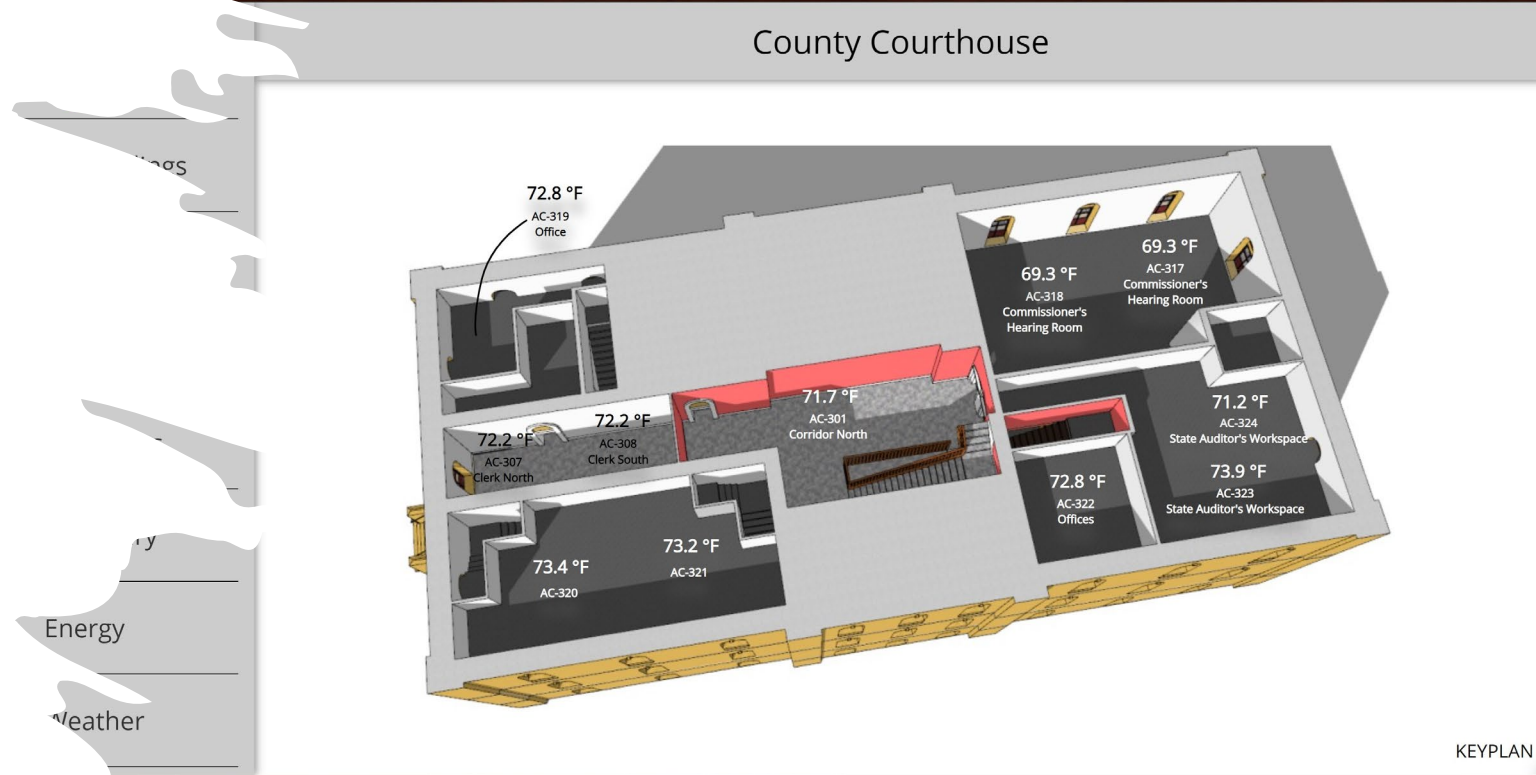 County Courthouse
Energy
Weather
72.8 °F
AC-319
Office
69.3 °F
AC-317
Commissioner's
Hearing Room
69.3 °F
AC-318
Commissioner's
Hearing Room
71.7 °F
AC-301
Corridor North
72.2 °F
AC-308
Clerk South
72.2 °F
AC-307
Clerk North
71.2 °F
AC-324
State Auditor's Workspace
73.9 °F
AC-323
State Auditor's Workspace
72.8 °F
AC-322
Offices
73.2 °F
AC-321
73.4 °F
AC-320
KEYPLAN